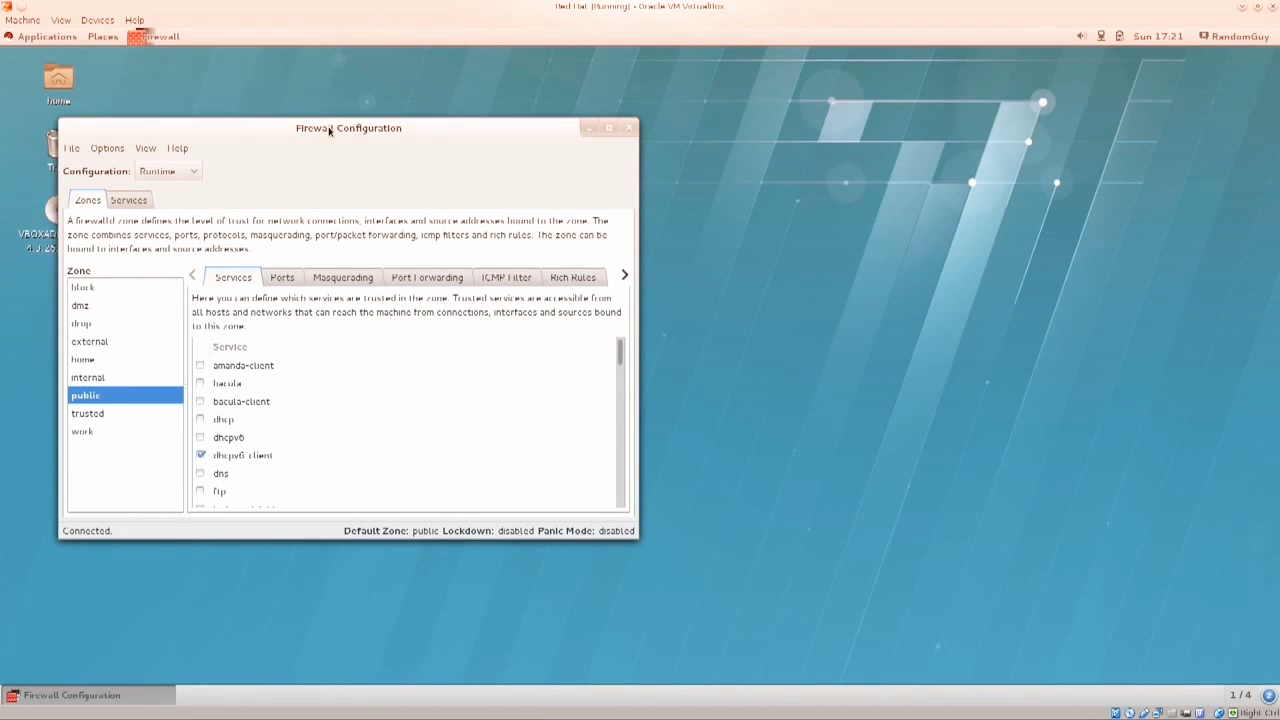 Red Hat [Running] - Oracle VM VirtualBox
Machine View Devices Help
Applications Places Firewall Sun 17:21 RandomGuy
home
Firewall Configuration
File Options View Help
Configuration: Runtime
Zones Services
A firewalld zone defines the level of trust for network connections, interfaces and source addresses bound to the zone. The
zone combines services, ports, protocols, masquerading, port/packet forwarding, icmp filters and rich rules. The zone can be
bound to interfaces and source addresses.
Zone
block
dmz
drop
external
home
internal
public
trusted
work
Services Ports Masquerading Port Forwarding ICMP Filter Rich Rules
Here you can define which services are trusted in the zone. Trusted services are accessible from
all hosts and networks that can reach the machine from connections, interfaces and sources bound
to this zone.
Service
amanda-client
bacula
bacula-client
dhcp
dhcpv6
dhcpv6-client
dns
ftp
Connected.
Default Zone: public Lockdown: disabled Panic Mode: disabled
Firewall Configuration
1 / 4
Right Ctrl